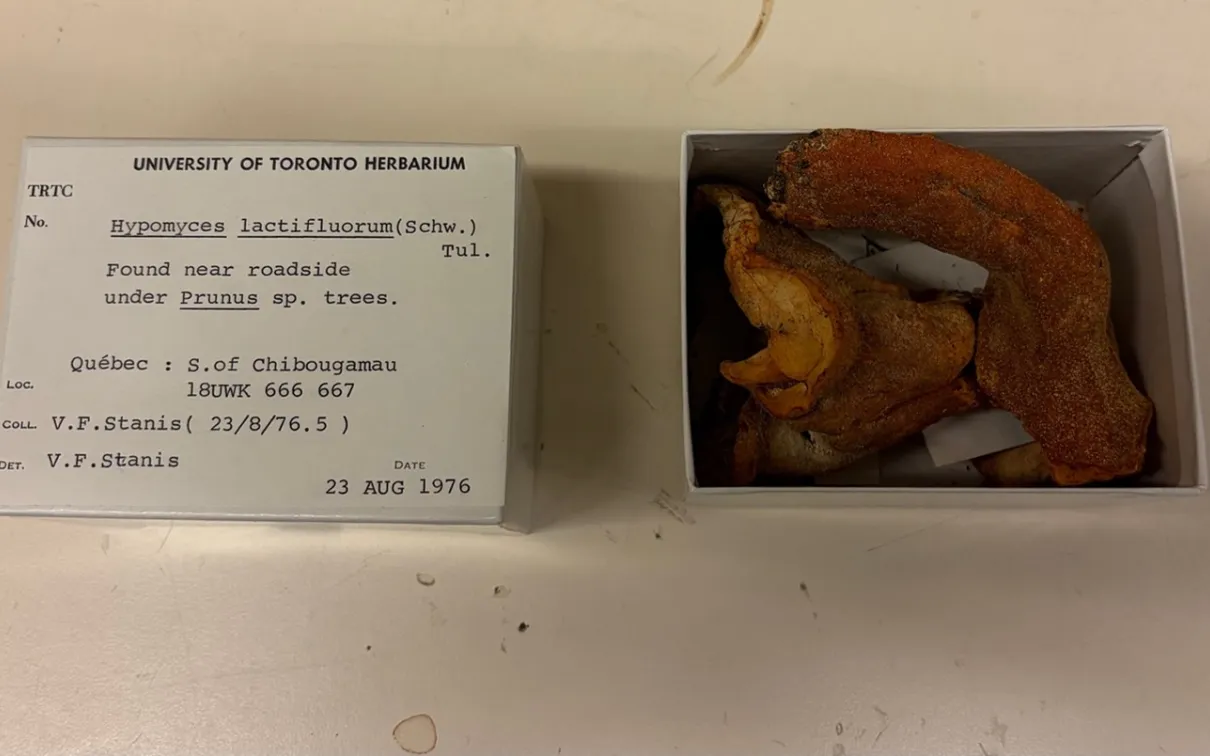 UNIVERSITY OF TORONTO HERBARIUM
TRTC
No.
Hypomyces lactifluorum(Schw.)
Tul.
Found near roadside
under Prunus sp. trees.
Québec : S.of Chibougamau
Loc.
18UWK 666 667
COLL. V.F.Stanis( 23/8/76.5 )
DET. V.F.Stanis
DATE
23 AUG 1976